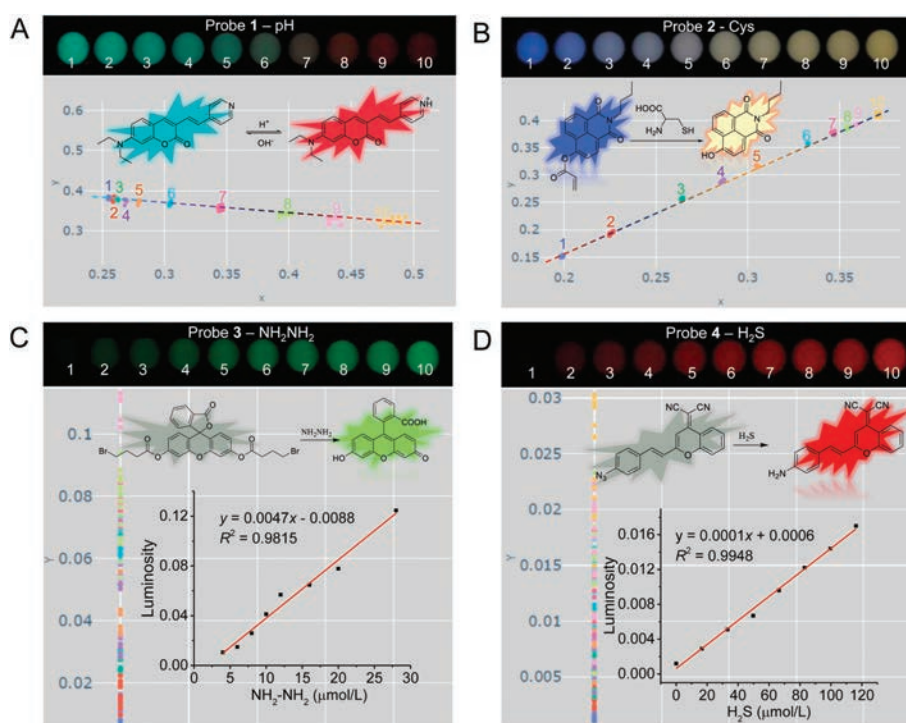 A
Probe 1 – pH
1 2 3 4 5 6 7 8 9 10
0.6
0.5
0.4
0.3
y
N
N
O
O
H⁺
OH⁻
NH⁺
N
O
O
1
2
3
4
5
6
7
8
9
0.25 0.3 0.35 0.4 0.45 0.5
x
B
Probe 2 - Cys
1 2 3 4 5 6 7 8 9 10
0.4
0.35
0.3
0.25
0.2
0.15
y
O
N
O
O
O
HOOC
H₂N
SH
O
N
O
HO
1
2
3
4
5
6
7
8
9
0.2 0.25 0.3 0.35
x
C
Probe 3 – NH₂NH₂
1 2 3 4 5 6 7 8 9 10
0.1
0.08
0.06
0.04
0.02
Y
O
O
Br
O
O
O
O
O
Br
NH₂NH₂
COOH
HO
O
O
y = 0.0047x - 0.0088
R² = 0.9815
Luminosity
0.12
0.08
0.04
0.00
5 10 15 20 25 30
NH₂-NH₂ (μmol/L)
D
Probe 4 – H₂S
1 2 3 4 5 6 7 8 9 10
0.03
0.025
0.02
0.015
0.01
0.005
Y
NC CN
O
N₃
H₂S
NC CN
O
H₂N
y = 0.0001x + 0.0006
R² = 0.9948
Luminosity
0.016
0.012
0.008
0.004
0.000
0 20 40 60 80 100 120
H₂S (μmol/L)